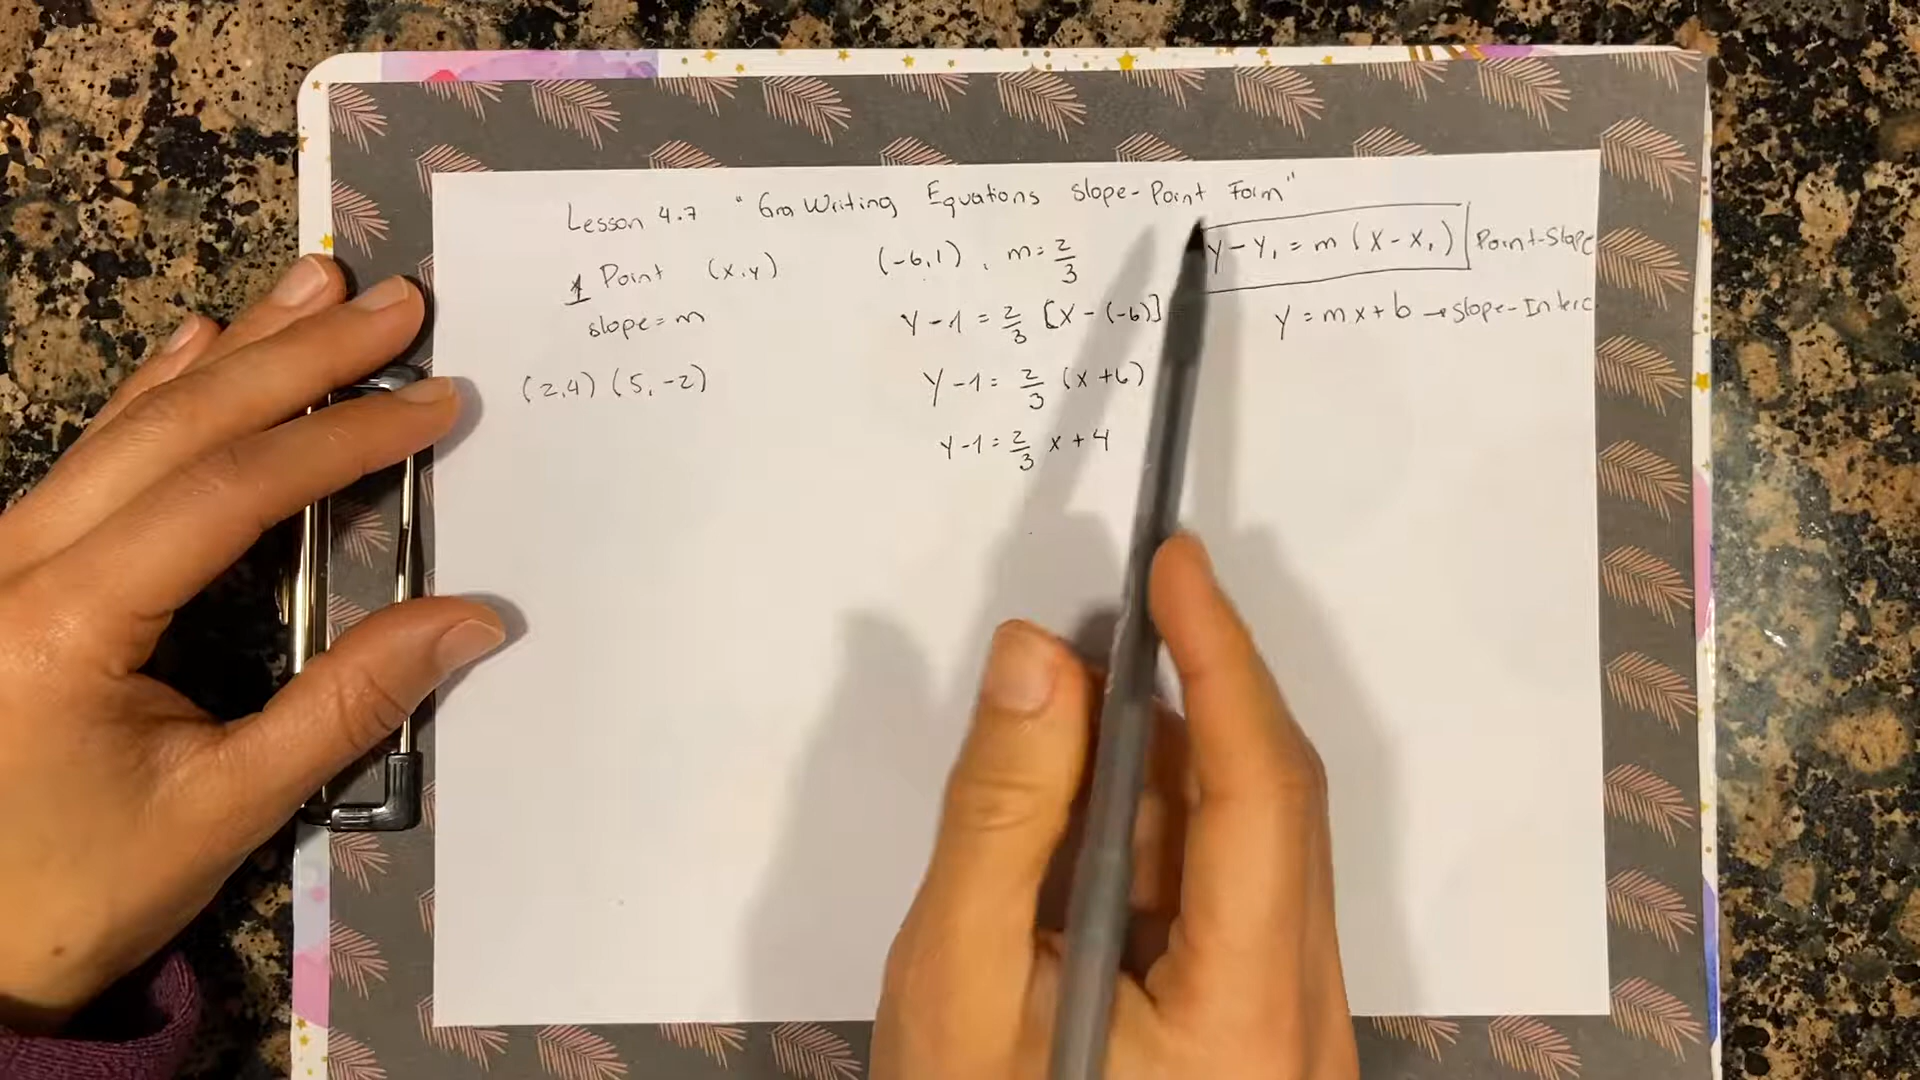 Lesson 4.7 "Gra Writing Equations Slope-Point Form"
1 Point (x,y)
slope = m
(2,4) (5,-2)
(-6,1), m = 2/3
y - 1 = 2/3 [x - (-6)]
y - 1 = 2/3 (x + 6)
y - 1 = 2/3 x + 4
y - y₁ = m (x - x₁) Point-Slope
y = mx + b → Slope-Interc